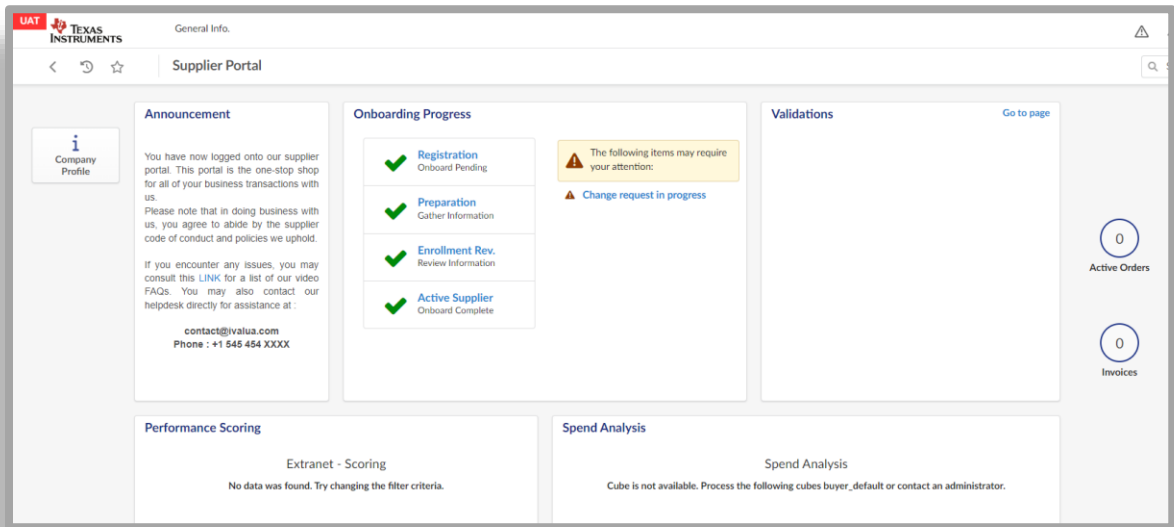 UAT
TEXAS
INSTRUMENTS
General Info.
Supplier Portal
i
Company
Profile
Announcement
You have now logged onto our supplier
portal. This portal is the one-stop shop
for all of your business transactions with
us.
Please note that in doing business with
us, you agree to abide by the supplier
code of conduct and policies we uphold.
If you encounter any issues, you may
consult this LINK for a list of our video
FAQs. You may also contact our
helpdesk directly for assistance at :
contact@ivalua.com
Phone : +1 545 454 XXXX
Onboarding Progress
Registration
Onboard Pending
Preparation
Gather Information
Enrollment Rev.
Review Information
Active Supplier
Onboard Complete
The following items may require
your attention:
Change request in progress
Validations
Go to page
0
Active Orders
0
Invoices
Performance Scoring
Extranet - Scoring
No data was found. Try changing the filter criteria.
Spend Analysis
Spend Analysis
Cube is not available. Process the following cubes buyer_default or contact an administrator.